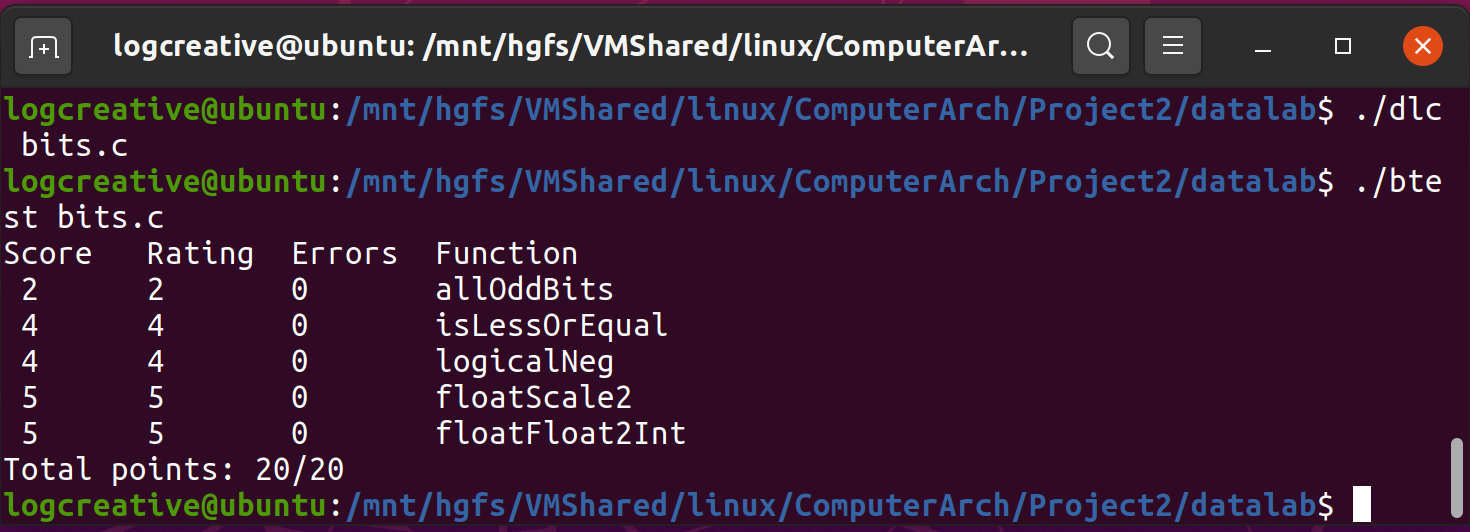 logcreative@ubuntu: /mnt/hgfs/VMShared/linux/ComputerAr...
logcreative@ubuntu:/mnt/hgfs/VMShared/linux/ComputerArch/Project2/datalab$ ./dlc
 bits.c
logcreative@ubuntu:/mnt/hgfs/VMShared/linux/ComputerArch/Project2/datalab$ ./bte
st bits.c
Score   Rating  Errors  Function
 2      2       0       allOddBits
 4      4       0       isLessOrEqual
 4      4       0       logicalNeg
 5      5       0       floatScale2
 5      5       0       floatFloat2Int
Total points: 20/20
logcreative@ubuntu:/mnt/hgfs/VMShared/linux/ComputerArch/Project2/datalab$